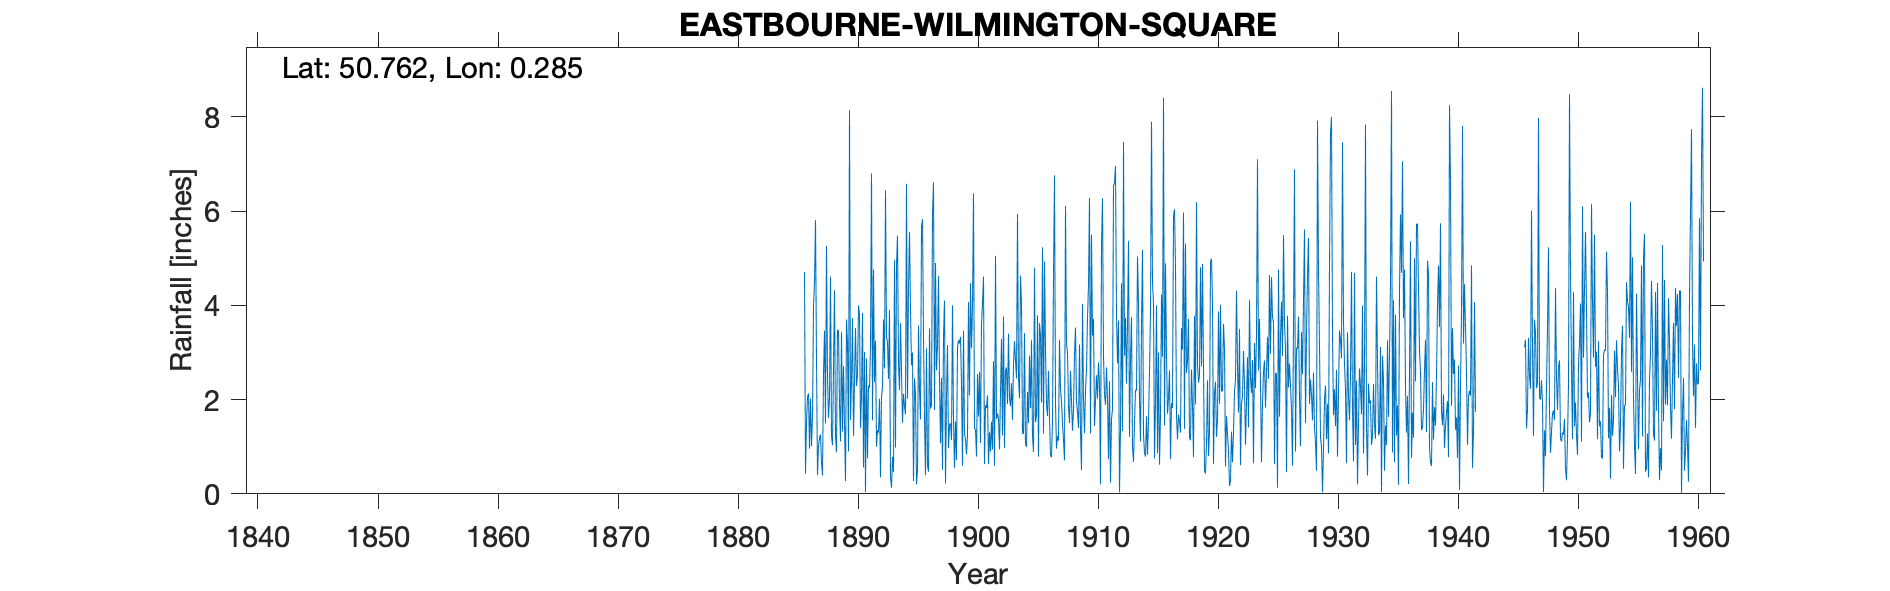 EASTBOURNE-WILMINGTON-SQUARE
Lat: 50.762, Lon: 0.285
Rainfall [inches]
8
6
4
2
0
1840 1850 1860 1870 1880 1890 1900 1910 1920 1930 1940 1950 1960
Year